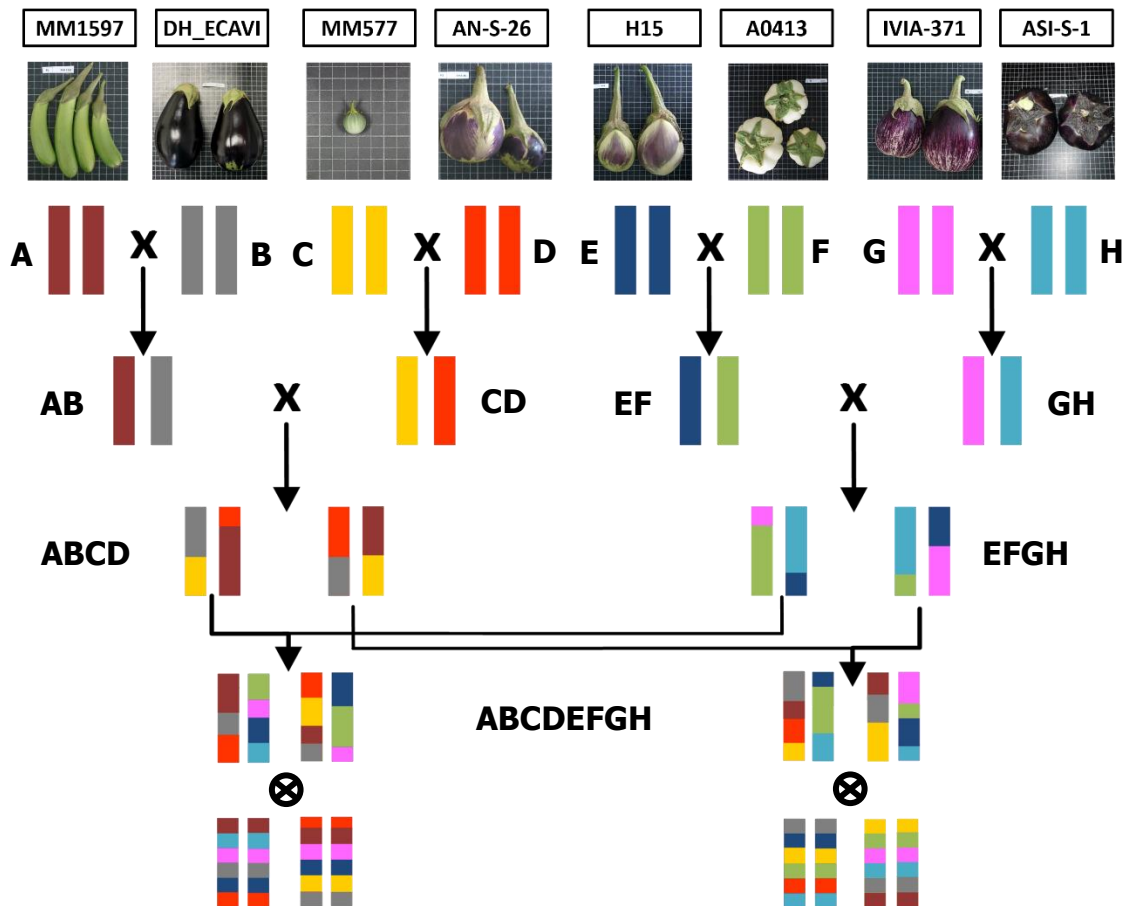 MM1597 DH_ECAVI MM577 AN-S-26 H15 A0413 IVIA-371 ASI-S-1
A X B C X D E X F G X H
AB X CD EF X GH
ABCD EFGH
ABCDEFGH